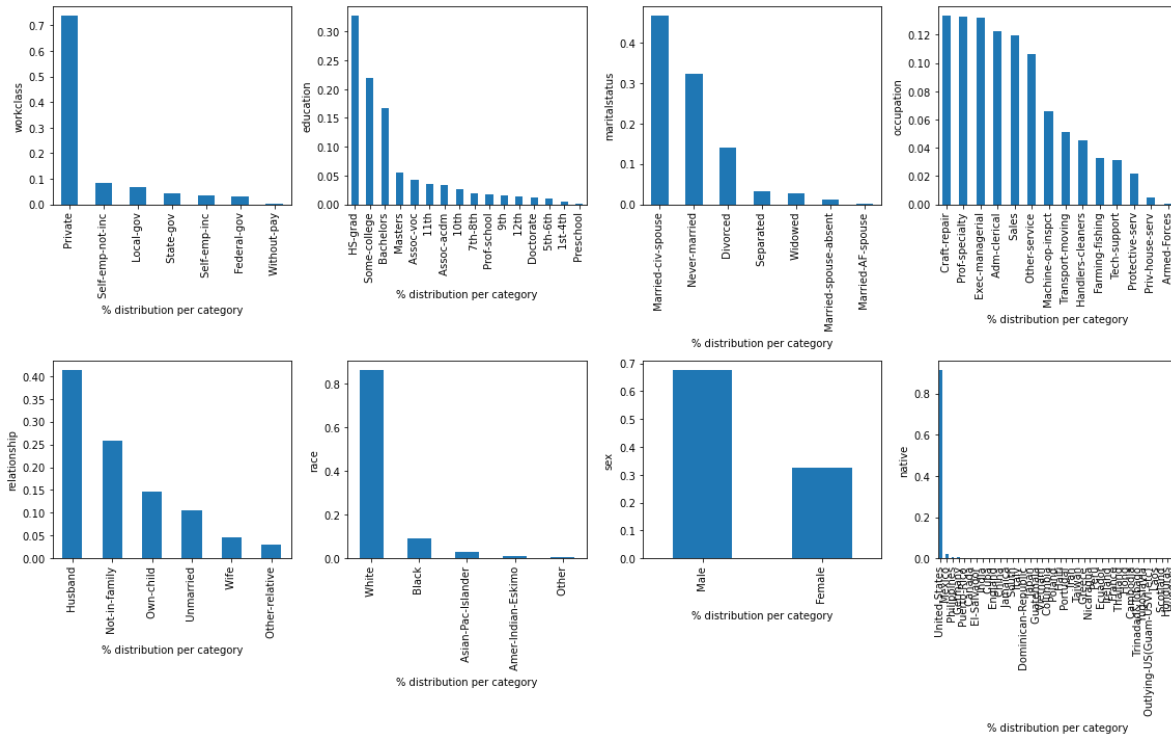 workclass
0.7
0.6
0.5
0.4
0.3
0.2
0.1
0.0
Private
Self-emp-not-inc
Local-gov
State-gov
Self-emp-inc
Federal-gov
Without-pay
% distribution per category
education
0.30
0.25
0.20
0.15
0.10
0.05
0.00
HS-grad
Some-college
Bachelors
Masters
Assoc-voc
11th
Assoc-acdm
10th
7th-8th
Prof-school
9th
12th
Doctorate
5th-6th
1st-4th
Preschool
% distribution per category
maritalstatus
0.4
0.3
0.2
0.1
0.0
Married-civ-spouse
Never-married
Divorced
Separated
Widowed
Married-spouse-absent
Married-AF-spouse
% distribution per category
occupation
0.12
0.10
0.08
0.06
0.04
0.02
0.00
Craft-repair
Prof-specialty
Exec-managerial
Adm-clerical
Sales
Other-service
Machine-op-inspct
Transport-moving
Handlers-cleaners
Farming-fishing
Tech-support
Protective-serv
Priv-house-serv
Armed-Forces
% distribution per category
relationship
0.40
0.35
0.30
0.25
0.20
0.15
0.10
0.05
0.00
Husband
Not-in-family
Own-child
Unmarried
Wife
Other-relative
% distribution per category
race
0.8
0.6
0.4
0.2
0.0
White
Black
Asian-Pac-Islander
Amer-Indian-Eskimo
Other
% distribution per category
sex
0.7
0.6
0.5
0.4
0.3
0.2
0.1
0.0
Male
Female
% distribution per category
native
0.8
0.6
0.4
0.2
0.0
United-States
Philippines
Puerto-Rico
El-Salvador
England
Jamaica
Dominican-Republic
Guatemala
Columbia
Nicaragua
Ecuador
Outlying-US(Guam-US
Honduras
% distribution per category